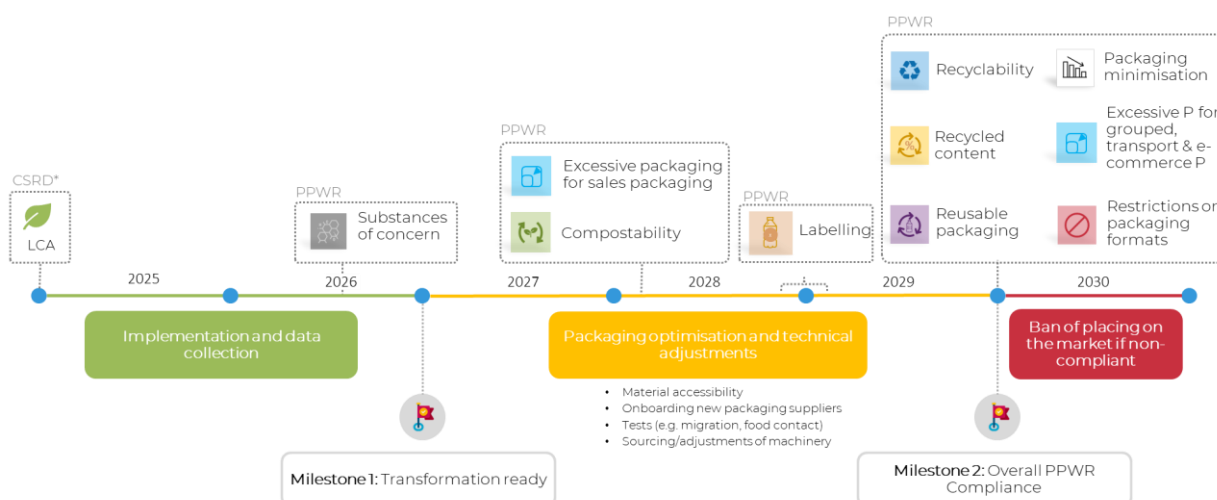 PPWR
Recyclability
Packaging
minimisation
Recycled
content
Excessive P for
grouped,
transport & e-
commerce P
Reusable
packaging
Restrictions on
packaging
formats
PPWR
Excessive packaging
for sales packaging
Compostability
CSRD*
LCA
PPWR
Substances
of concern
PPWR
Labelling
2025
2026
2027
2028
2029
2030
Implementation and data
collection
Packaging optimisation and technical
adjustments
Ban of placing on
the market if non-
compliant
• Material accessibility
• Onboarding new packaging suppliers
• Tests (e.g. migration, food contact)
• Sourcing/adjustments of machinery
Milestone 1: Transformation ready
Milestone 2: Overall PPWR
Compliance